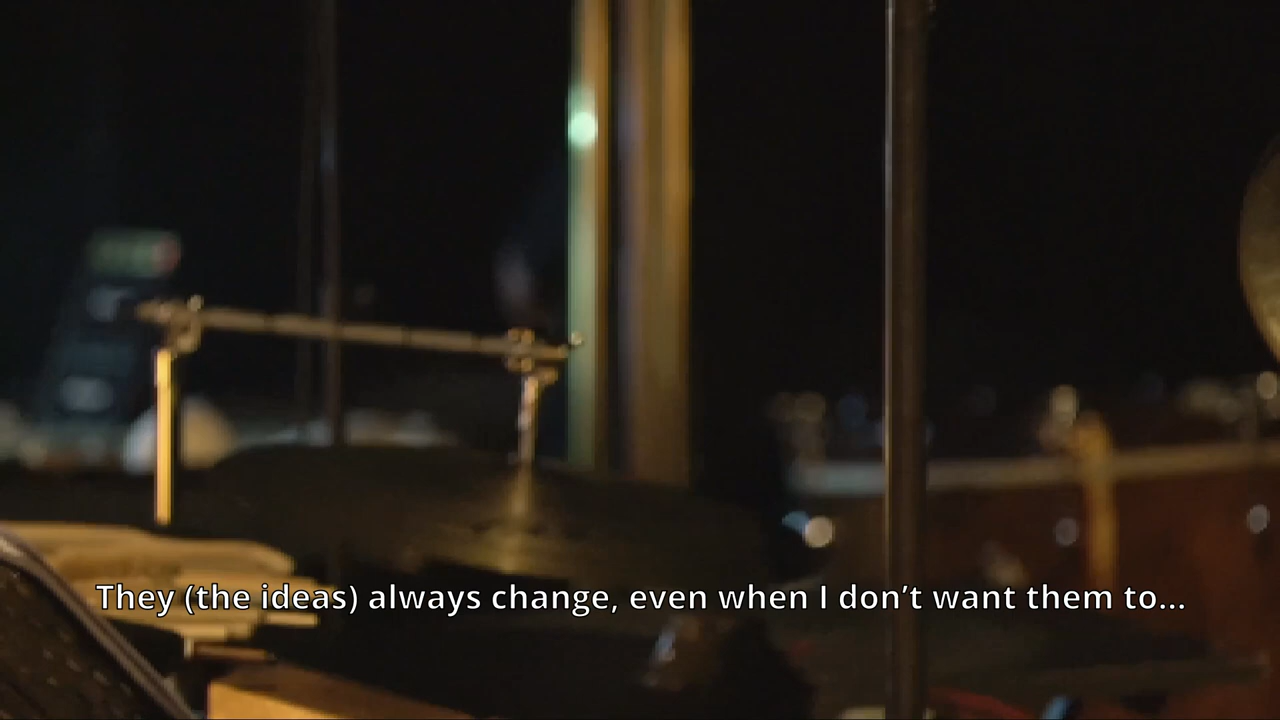 They (the ideas) always change, even when I don’t want them to...